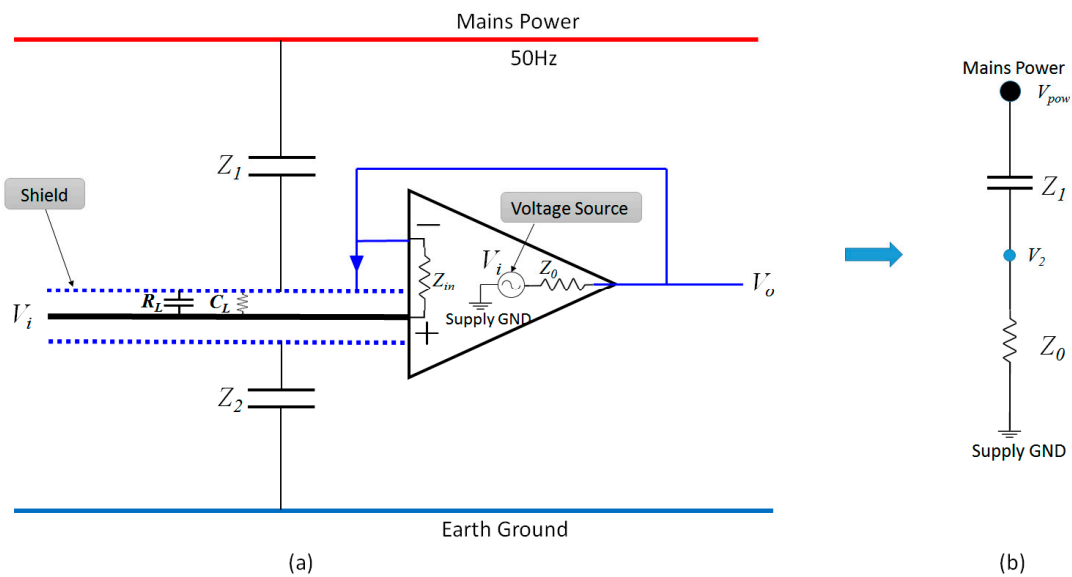 Mains Power
50Hz
Z1
Shield
Voltage Source
Vi
Z0
Zin
Supply GND
RL
CL
Vi
Vo
Z2
Earth Ground
(a)
Mains Power
Vpow
Z1
V2
Z0
Supply GND
(b)